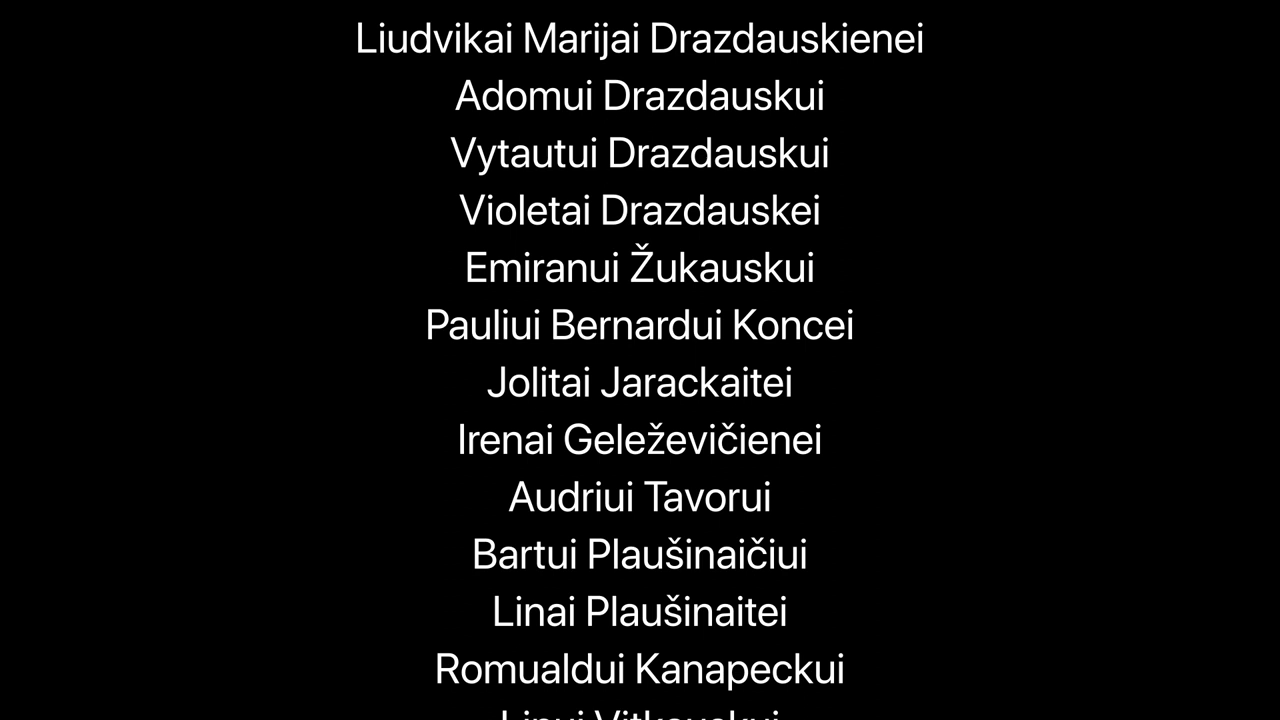 Liudvikai Marijai Drazdauskienei
Adomui Drazdauskui
Vytautui Drazdauskui
Violetai Drazdauskei
Emiranui Žukauskui
Pauliui Bernardui Koncei
Jolitai Jarackaitei
Irenai Geleževičienei
Audriui Tavorui
Bartui Plaušinaičiui
Linai Plaušinaitei
Romualdui Kanapeckui